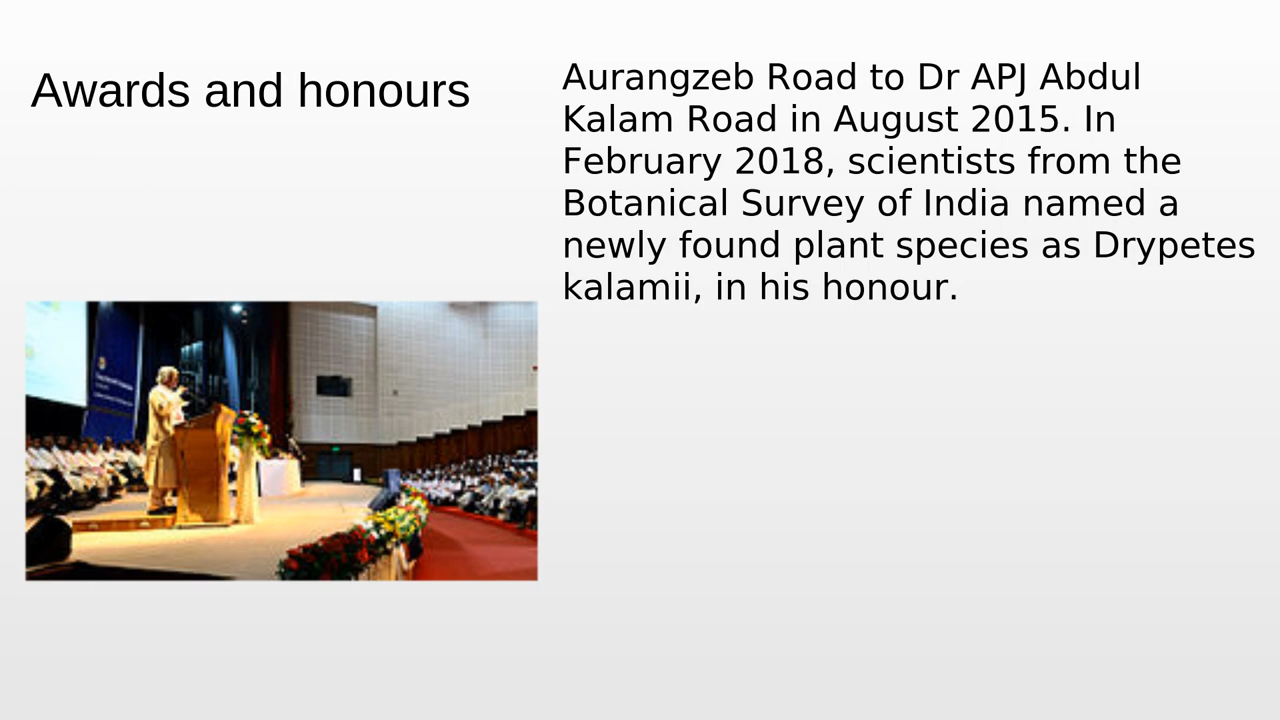 Awards and honours
Aurangzeb Road to Dr APJ Abdul
Kalam Road in August 2015. In
February 2018, scientists from the
Botanical Survey of India named a
newly found plant species as Drypetes
kalamii, in his honour.